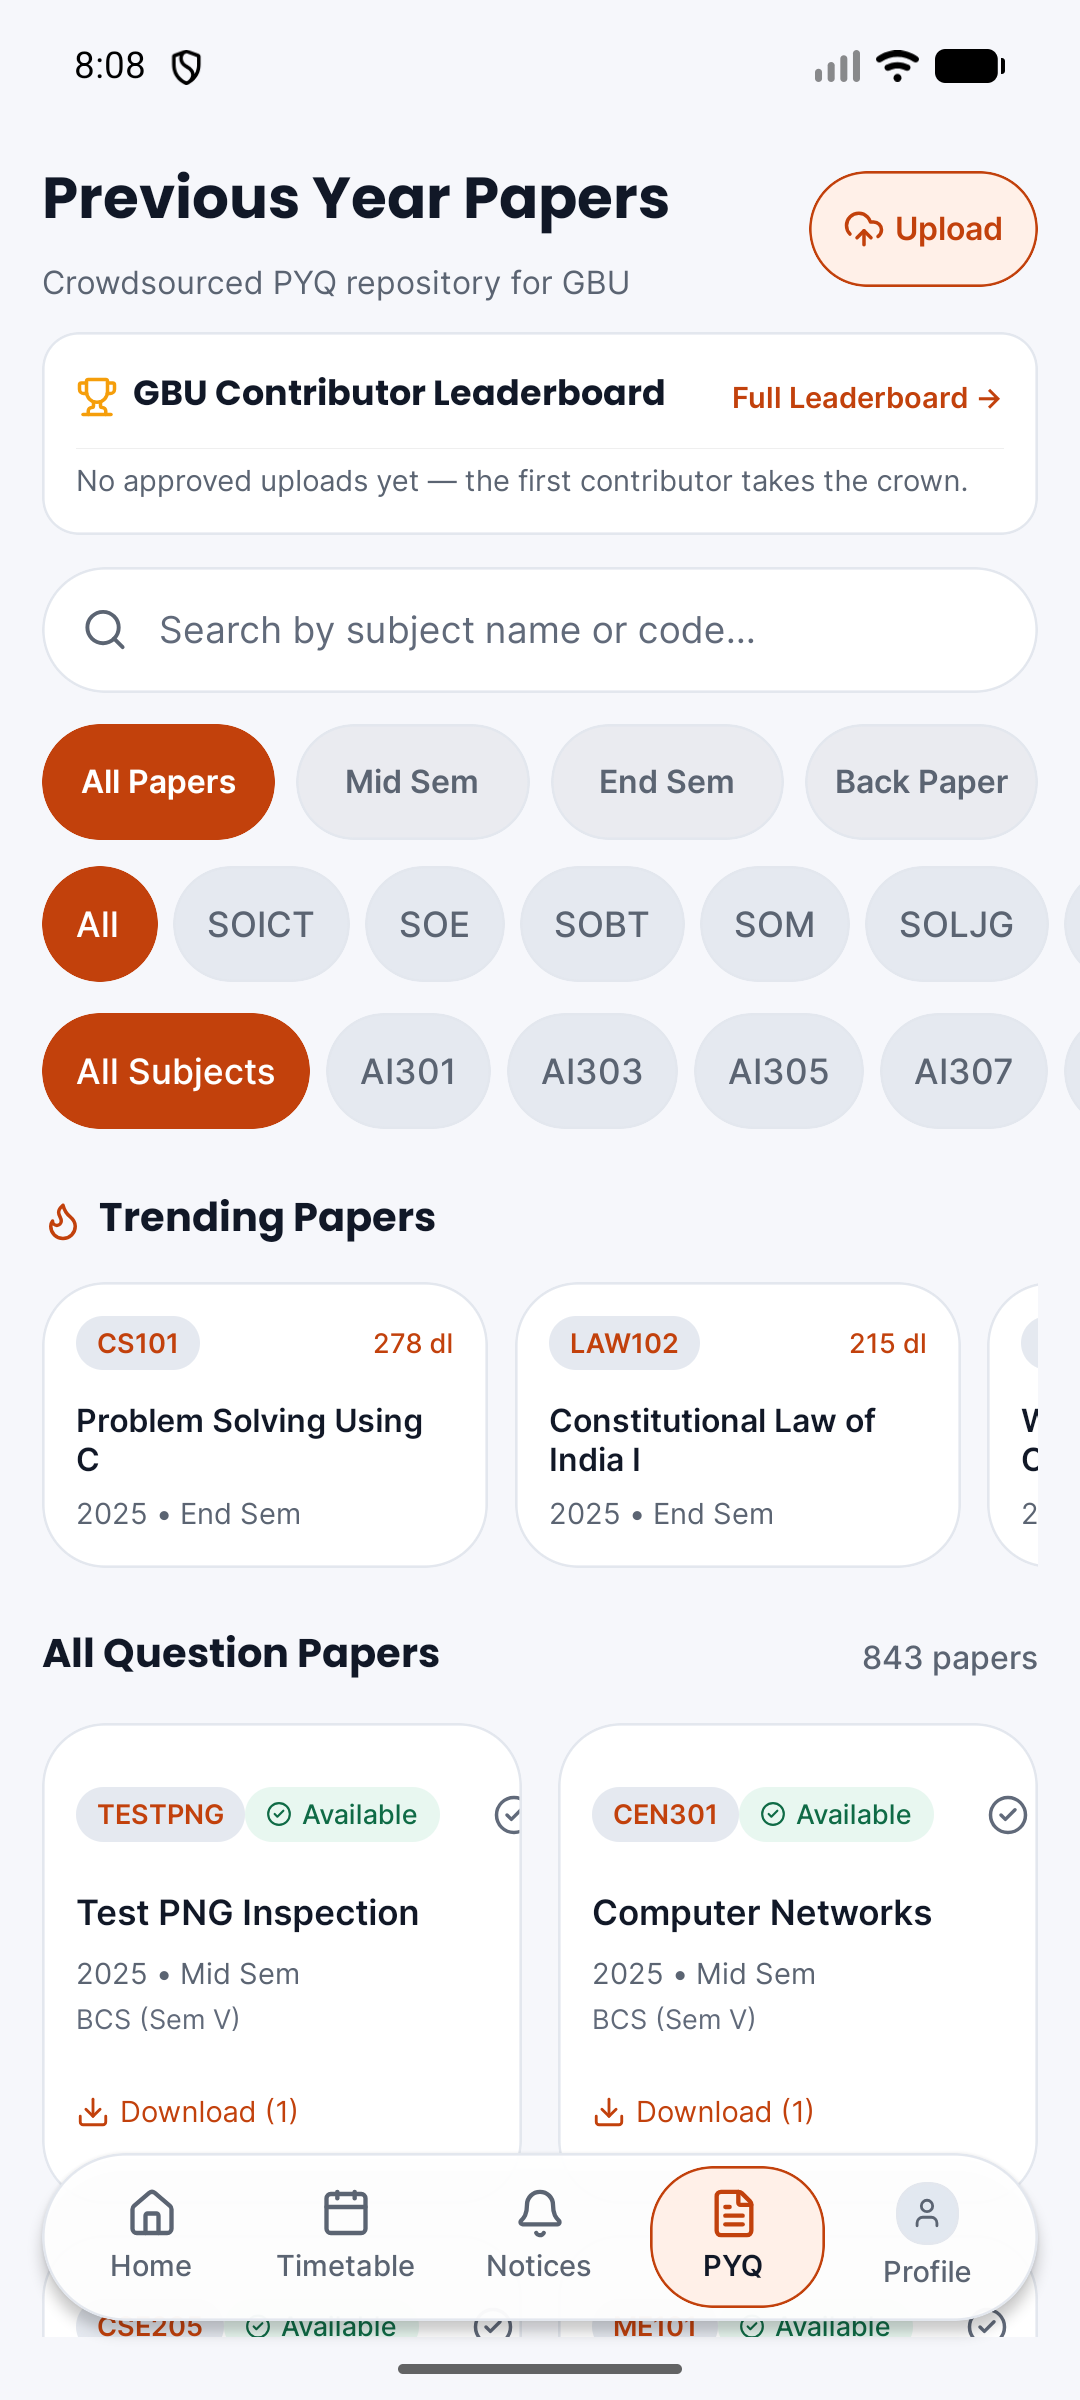 8:08
Previous Year Papers
Upload
Crowdsourced PYQ repository for GBU
GBU Contributor Leaderboard
Full Leaderboard →
No approved uploads yet — the first contributor takes the crown.
Search by subject name or code...
All Papers
Mid Sem
End Sem
Back Paper
All
SOICT
SOE
SOBT
SOM
SOLJG
All Subjects
AI301
AI303
AI305
AI307
Trending Papers
CS101
278 dl
Problem Solving Using
C
2025 • End Sem
LAW102
215 dl
Constitutional Law of
India I
2025 • End Sem
All Question Papers
843 papers
TESTPNG
Available
Test PNG Inspection
2025 • Mid Sem
BCS (Sem V)
Download (1)
CEN301
Available
Computer Networks
2025 • Mid Sem
BCS (Sem V)
Download (1)
Home
Timetable
Notices
PYQ
Profile
CSE205
Available
ME101
Available